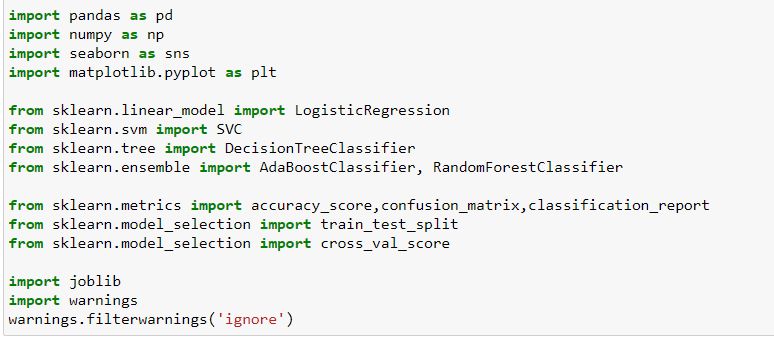 import pandas as pd
import numpy as np
import seaborn as sns
import matplotlib.pyplot as plt

from sklearn.linear_model import LogisticRegression
from sklearn.svm import SVC
from sklearn.tree import DecisionTreeClassifier
from sklearn.ensemble import AdaBoostClassifier, RandomForestClassifier

from sklearn.metrics import accuracy_score,confusion_matrix,classification_report
from sklearn.model_selection import train_test_split
from sklearn.model_selection import cross_val_score

import joblib
import warnings
warnings.filterwarnings('ignore')